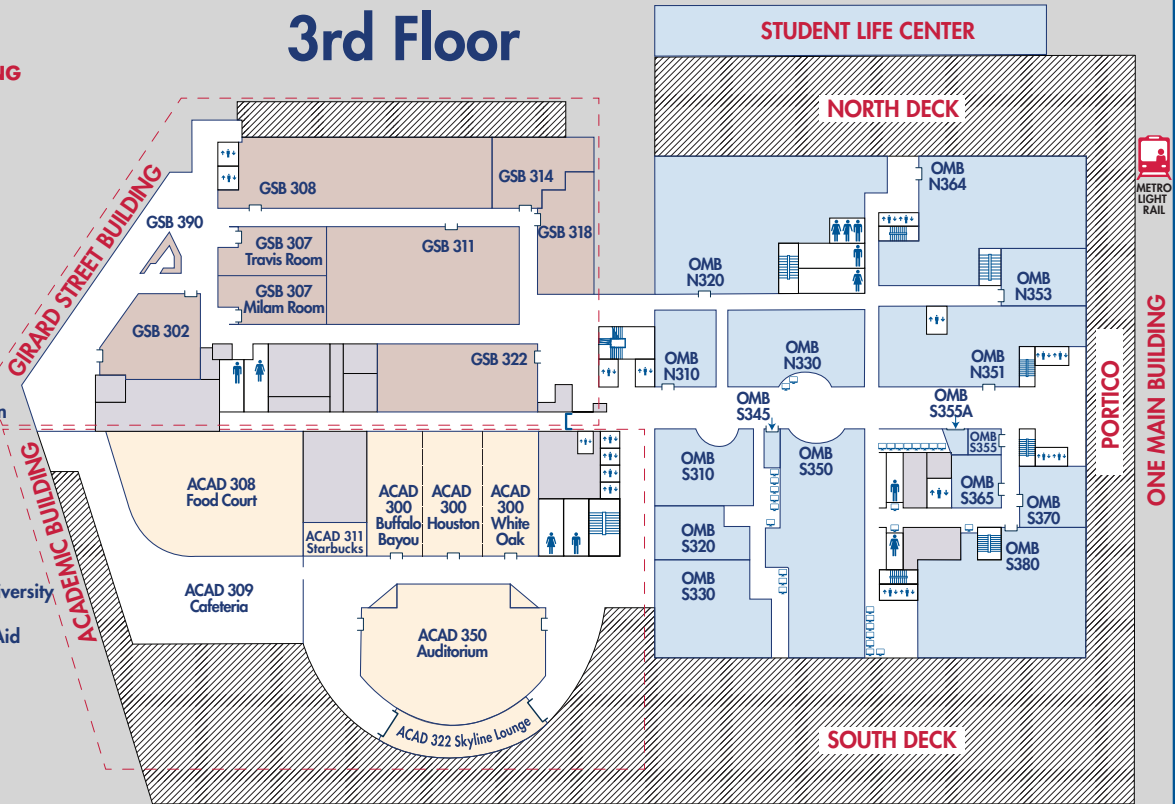 3rd Floor
STUDENT LIFE CENTER
NG
NORTH DECK
METRO
LIGHT
RAIL
GIRARD STREET BUILDING
GSB 308
GSB 314
GSB 390
GSB 307
Travis Room
GSB 311
GSB 318
GSB 307
Milam Room
GSB 302
GSB 322
OMB
N364
OMB
N320
OMB
N353
OMB
N310
OMB
N330
OMB
N351
OMB
S345
OMB
S355A
PORTICO
ONE MAIN BUILDING
n
ACADEMIC BUILDING
ACAD 308
Food Court
ACAD 311
Starbucks
ACAD
300
Buffalo
Bayou
ACAD
300
Houston
ACAD
300
White
Oak
OMB
S310
OMB
S350
OMB
S355
OMB
S365
OMB
S370
OMB
S320
OMB
S380
OMB
S330
iversity
Aid
ACAD 309
Cafeteria
ACAD 350
Auditorium
ACAD 322 Skyline Lounge
SOUTH DECK